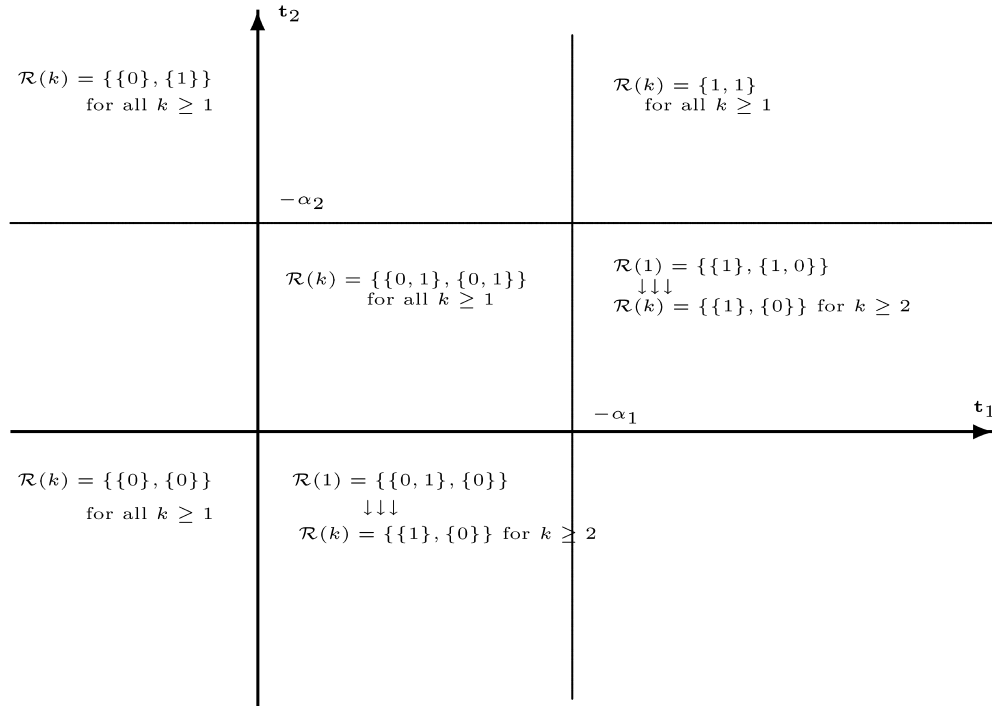 t₂
ℛ(k) = {{0}, {1}}
for all k ≥ 1
ℛ(k) = {1, 1}
for all k ≥ 1
−α₂
ℛ(k) = {{0, 1}, {0, 1}}
for all k ≥ 1
ℛ(1) = {{1}, {1, 0}}
↓↓↓
ℛ(k) = {{1}, {0}} for k ≥ 2
−α₁
t₁
ℛ(k) = {{0}, {0}}
for all k ≥ 1
ℛ(1) = {{0, 1}, {0}}
↓↓↓
ℛ(k) = {{1}, {0}} for k ≥ 2